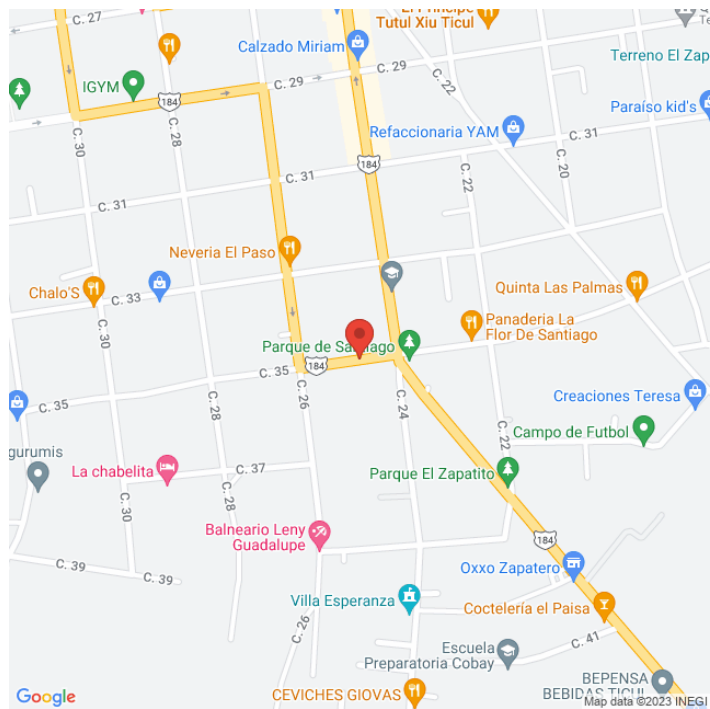 C. 27
El Príncipe
Tutul Xiu Ticul
Calzado Miriam
Terreno El Zap
IGYM
C. 29
C. 29
C. 22
184
Paraíso kid's
C. 30
C. 28
Refaccionaria YAM
C. 31
184
C. 31
C. 31
C. 22
C. 20
C. 26
Neveria El Paso
Chalo'S
C. 33
Quinta Las Palmas
C. 30
Panaderia La
Flor De Santiago
Parque de Santiago
184
C. 35
C. 35
C. 26
C. 24
C. 28
Creaciones Teresa
C. 22
Campo de Futbol
gurumis
La chabelita
C. 37
Parque El Zapatito
C. 30
C. 28
Balneario Leny
Guadalupe
184
C. 39
C. 39
Oxxo Zapatero
Villa Esperanza
Coctelería el Paisa
C. 26
C. 41
Escuela
Preparatoria Cobay
BEPENSA
BEBIDAS TICUL
CEVICHES GIOVAS
Google
Map data ©2023 INEGI